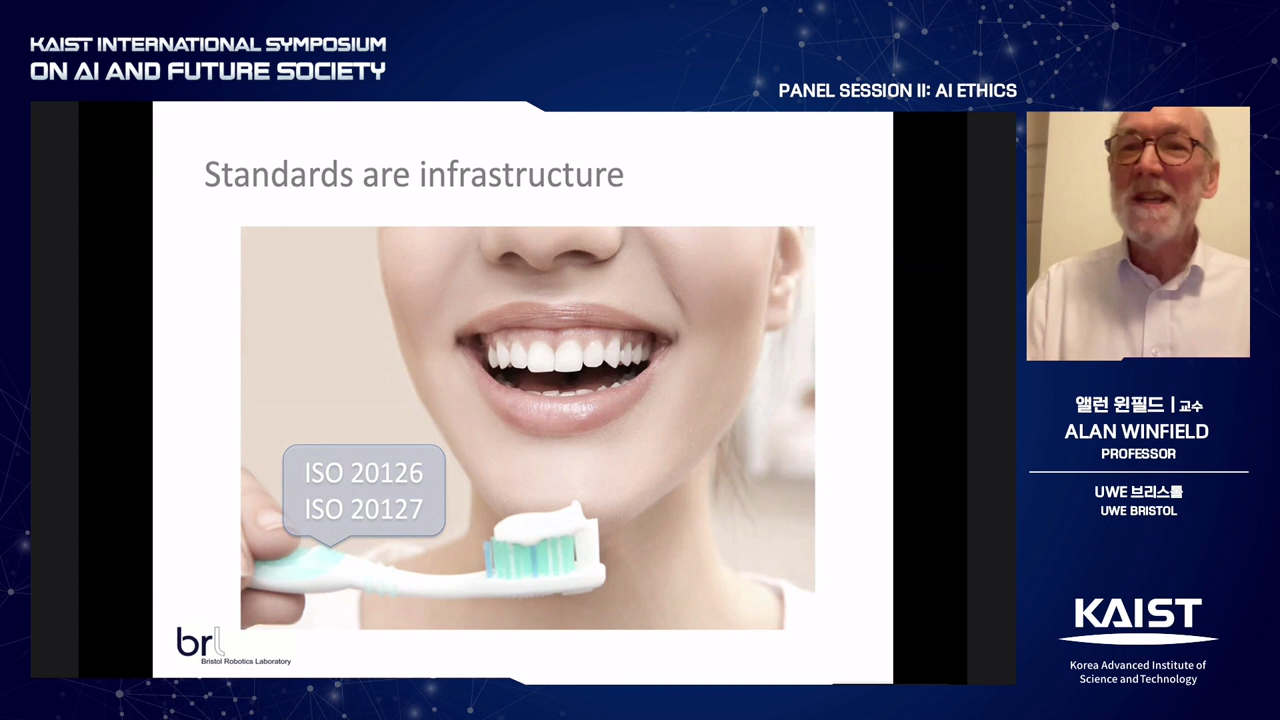 KAIST INTERNATIONAL SYMPOSIUM
ON AI AND FUTURE SOCIETY
PANEL SESSION II: AI ETHICS
Standards are infrastructure
ISO 20126
ISO 20127
brl
Bristol Robotics Laboratory
앨런 윈필드 | 교수
ALAN WINFIELD
PROFESSOR
UWE 브리스톨
UWE BRISTOL
KAIST
Korea Advanced Institute of
Science and Technology